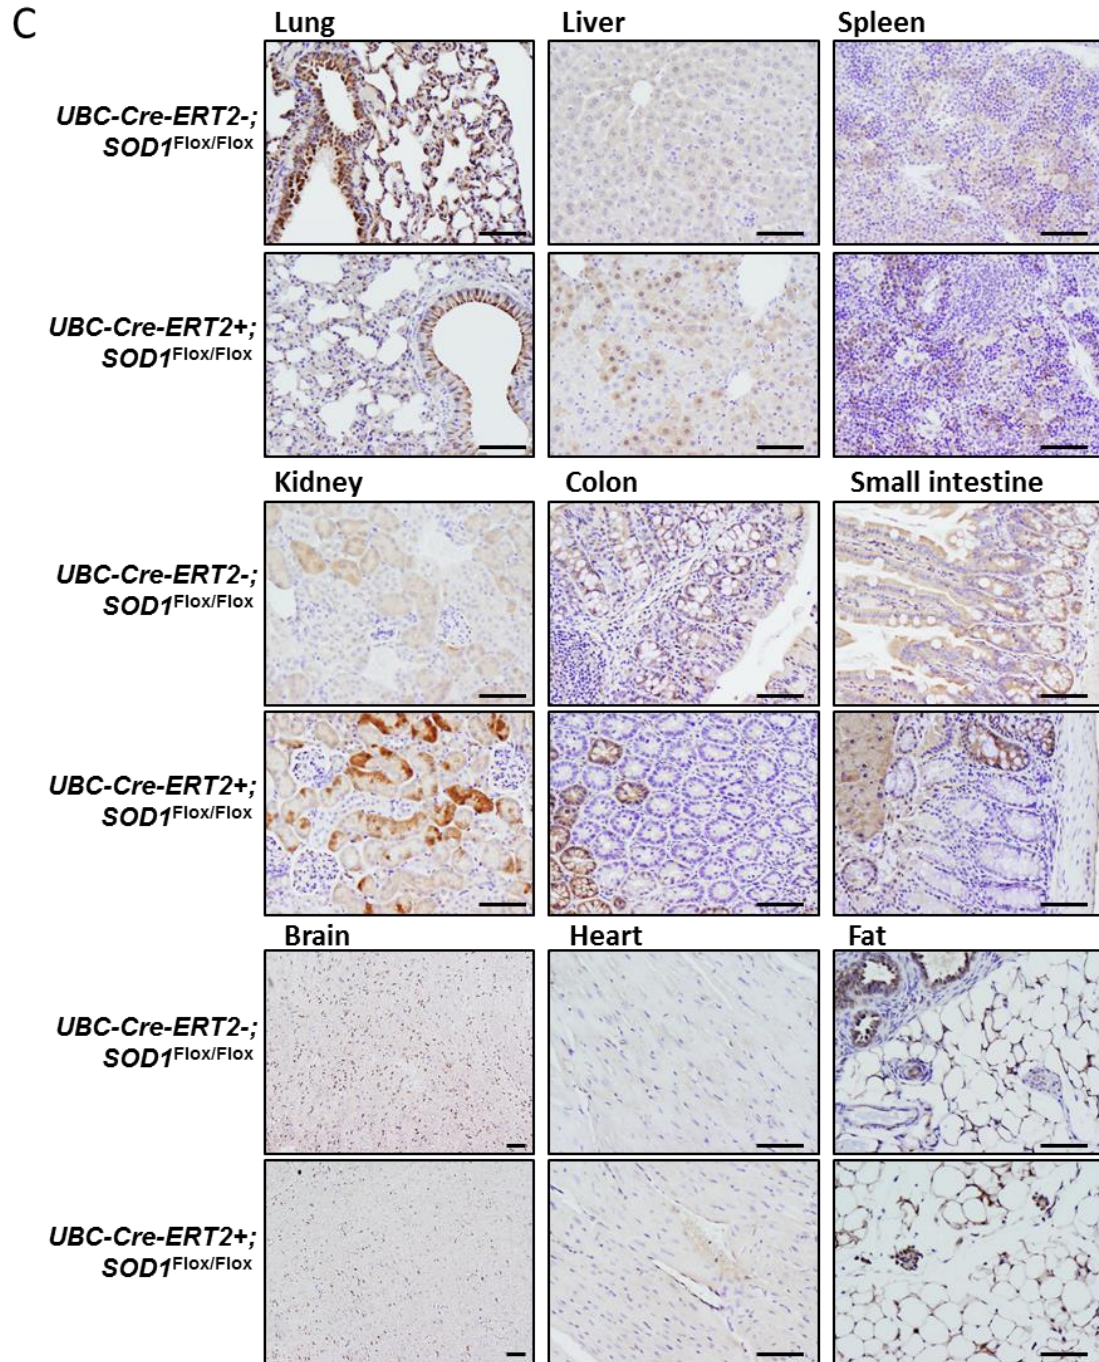 C
Lung Liver Spleen
UBC-Cre-ERT2-;
SOD1Flox/Flox
UBC-Cre-ERT2+;
SOD1Flox/Flox
Kidney Colon Small intestine
UBC-Cre-ERT2-;
SOD1Flox/Flox
UBC-Cre-ERT2+;
SOD1Flox/Flox
Brain Heart Fat
UBC-Cre-ERT2-;
SOD1Flox/Flox
UBC-Cre-ERT2+;
SOD1Flox/Flox